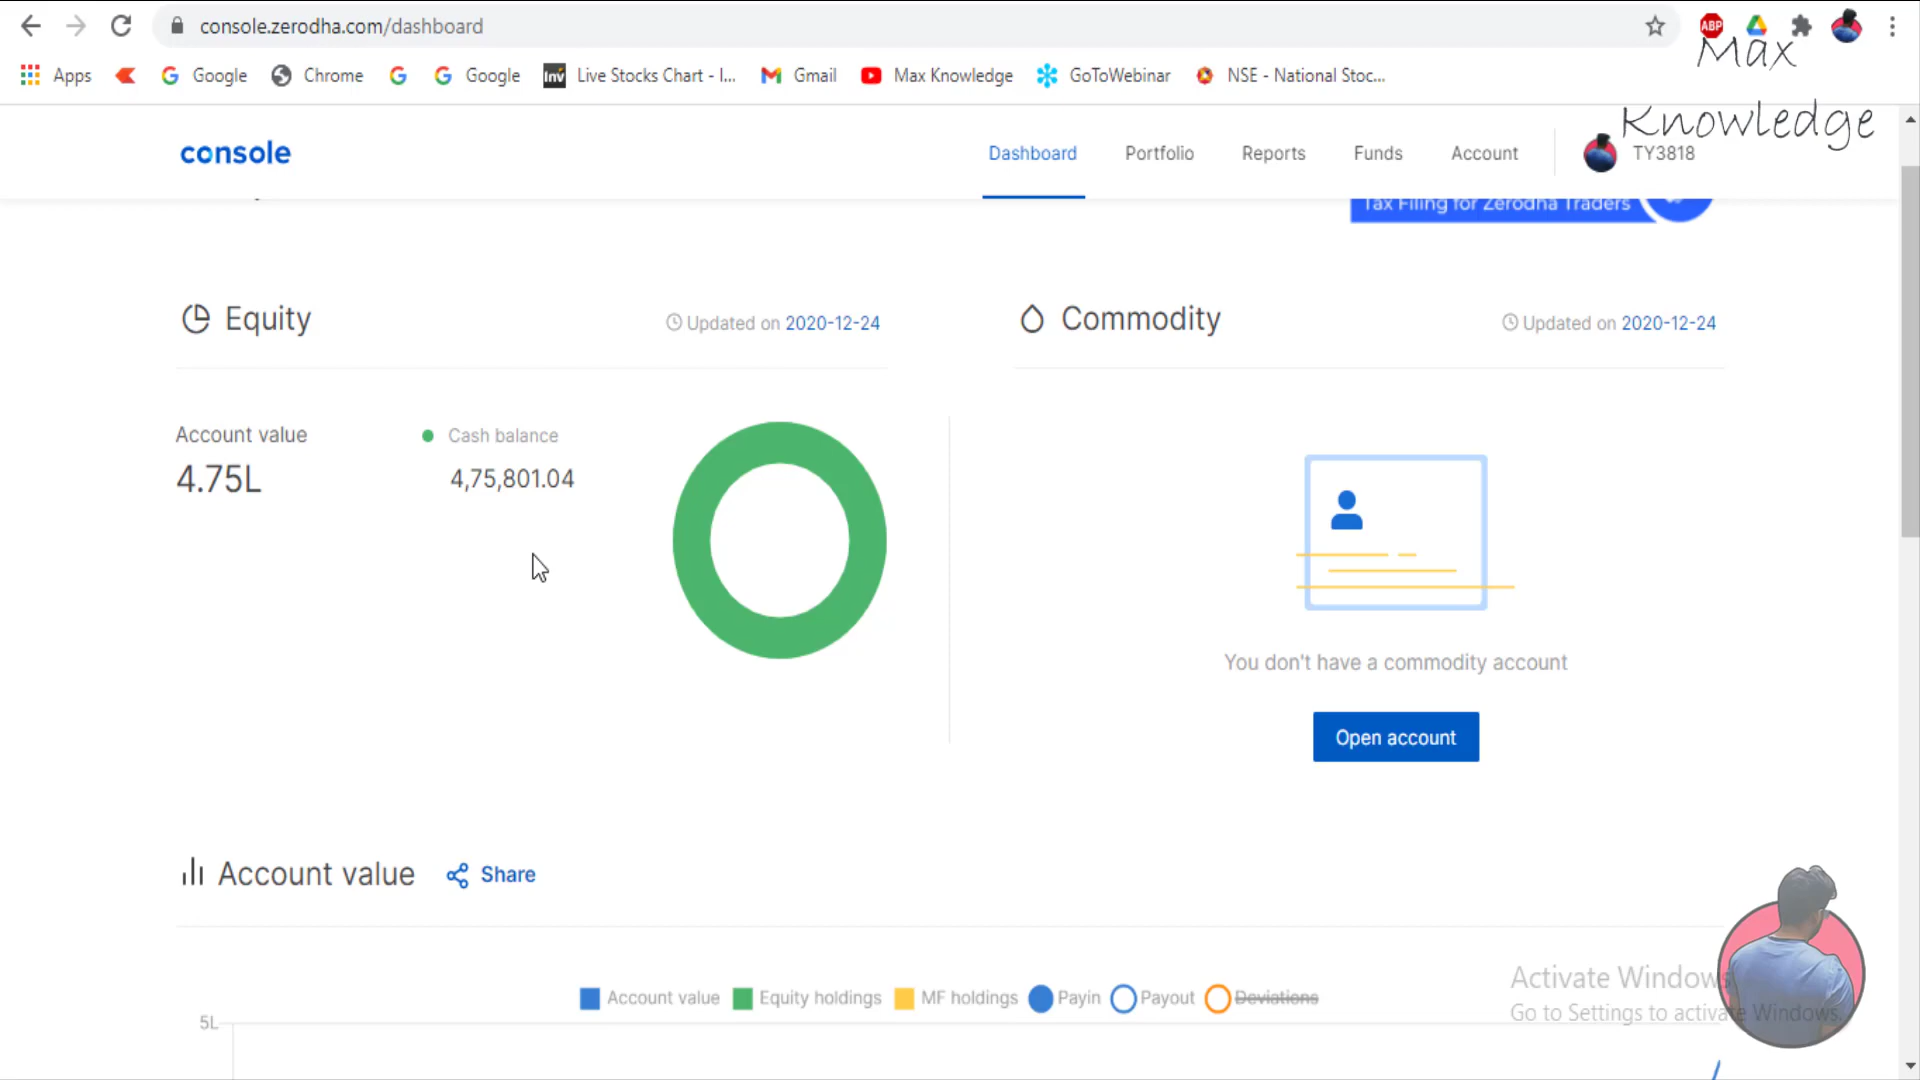 console.zerodha.com/dashboard
ABP
Apps
Google
Chrome
Google
Inv
Live Stocks Chart - I...
Gmail
Max Knowledge
GoToWebinar
NSE - National Stoc...
Max
Knowledge
console
Dashboard
Portfolio
Reports
Funds
Account
TY3818
Tax Filing for Zerodha Traders
Equity
Updated on 2020-12-24
Commodity
Updated on 2020-12-24
Account value
Cash balance
4.75L
4,75,801.04
You don't have a commodity account
Open account
Account value
Share
Activate Windows
Go to Settings to activate Windows.
Account value
Equity holdings
MF holdings
Payin
Payout
Deviations
5L